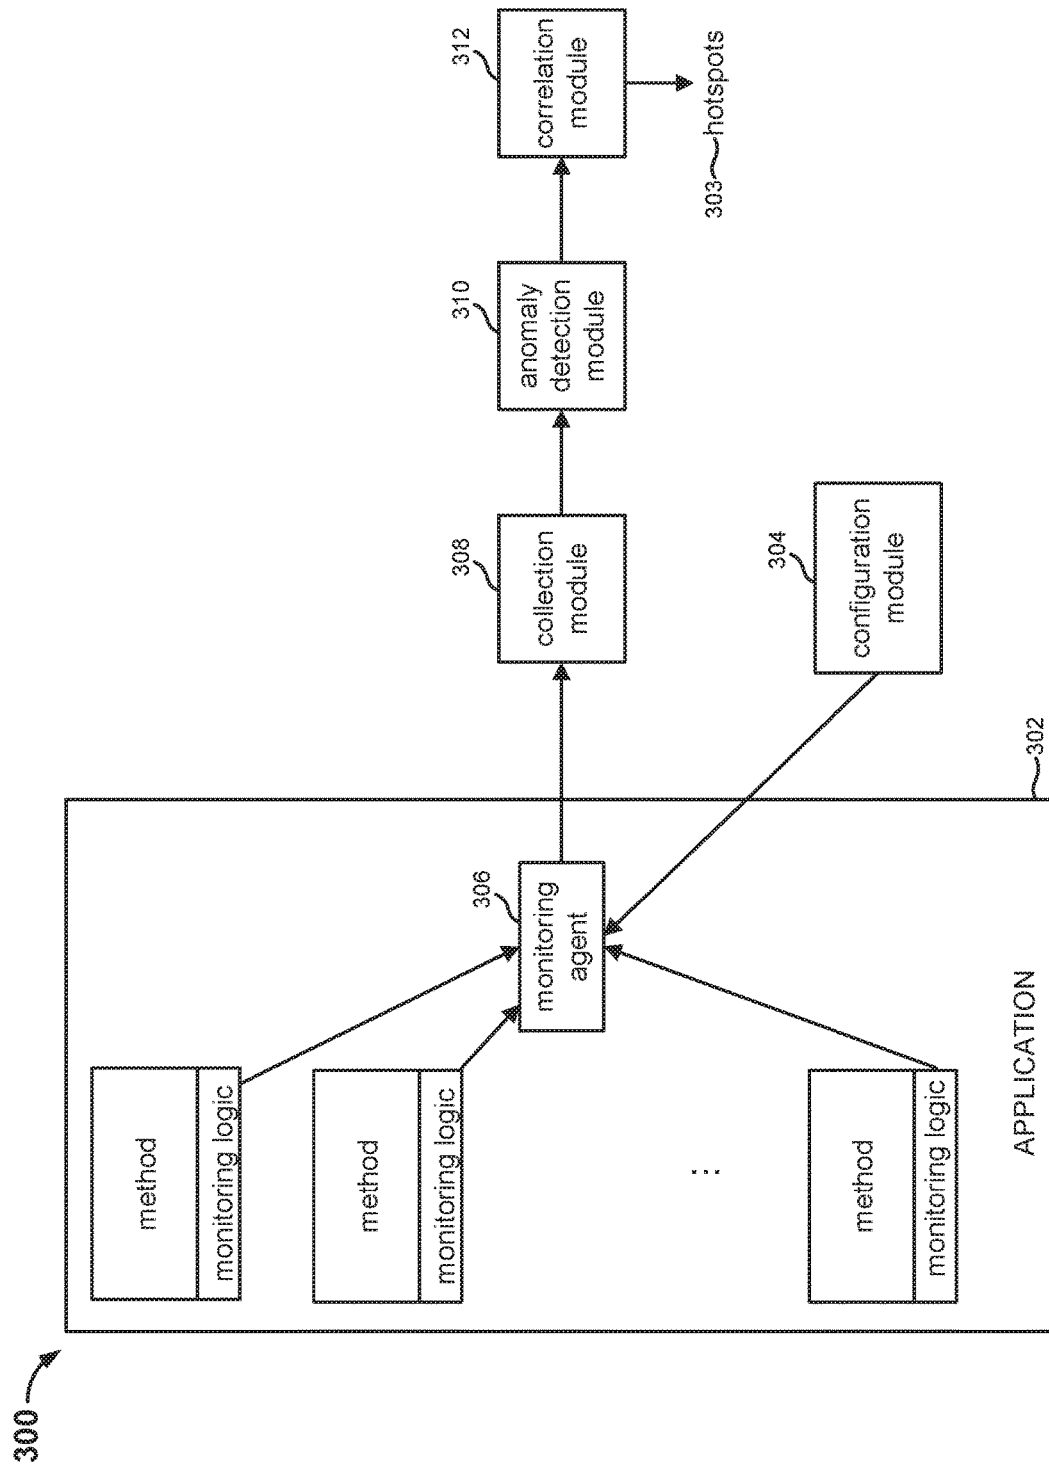 300
method
monitoring logic
method
monitoring logic
...
method
monitoring logic
APPLICATION
302
306
monitoring
agent
304
configuration
module
308
collection
module
310
anomaly
detection
module
312
correlation
module
303
hotspots